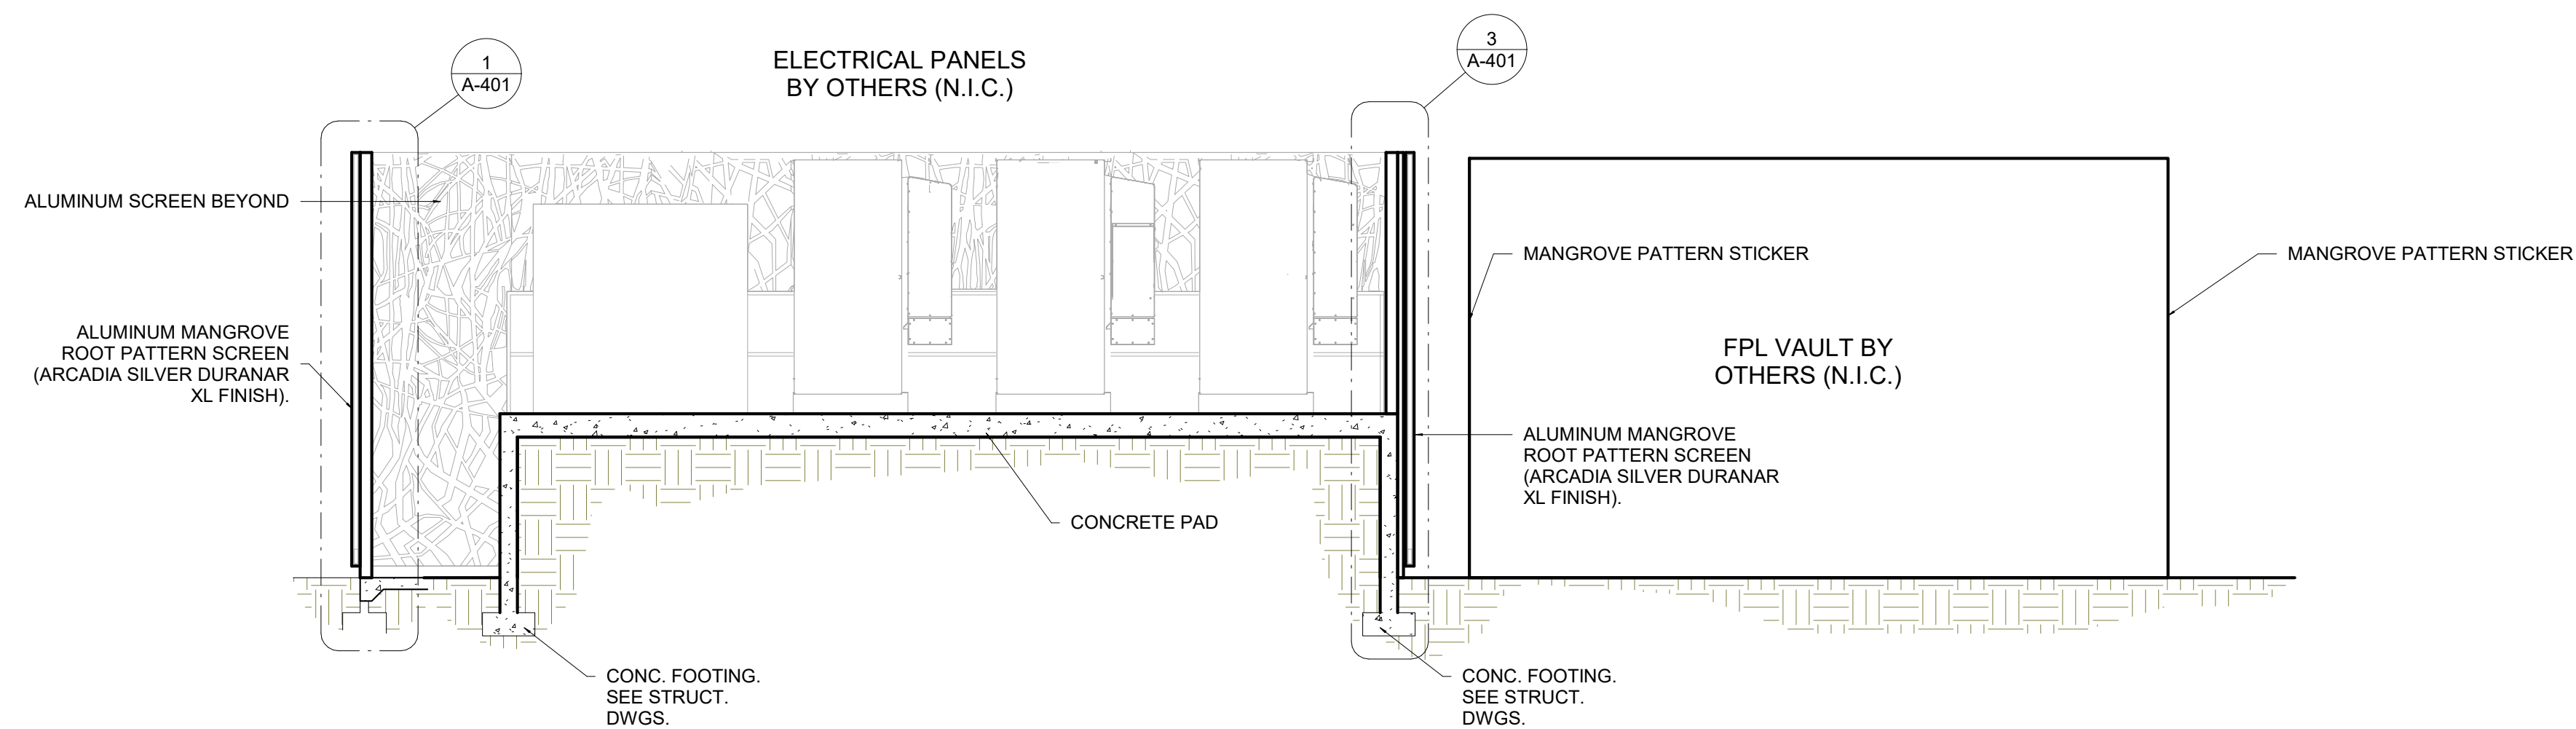 1
A-401
ELECTRICAL PANELS
BY OTHERS (N.I.C.)
3
A-401
ALUMINUM SCREEN BEYOND
MANGROVE PATTERN STICKER
MANGROVE PATTERN STICKER
ALUMINUM MANGROVE
ROOT PATTERN SCREEN
(ARCADIA SILVER DURANAR
XL FINISH).
FPL VAULT BY
OTHERS (N.I.C.)
ALUMINUM MANGROVE
ROOT PATTERN SCREEN
(ARCADIA SILVER DURANAR
XL FINISH).
CONCRETE PAD
CONC. FOOTING.
SEE STRUCT.
DWGS.
CONC. FOOTING.
SEE STRUCT.
DWGS.